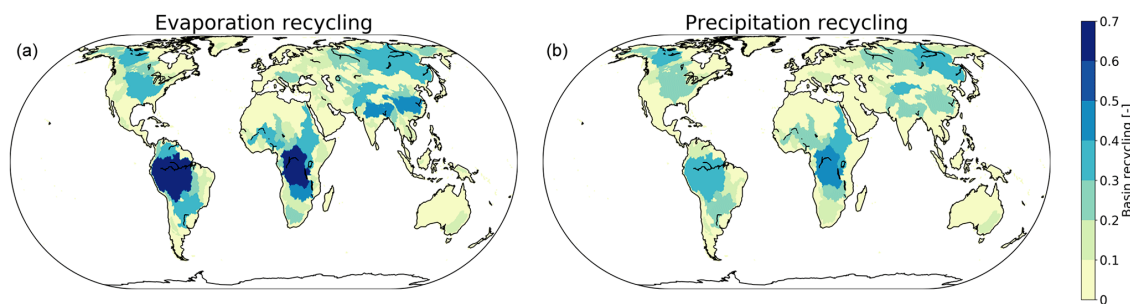 Evaporation recycling
Precipitation recycling
(a)
(b)
0.7
0.6
0.5
0.4
0.3
0.2
0.1
0
Basin recycling [-]